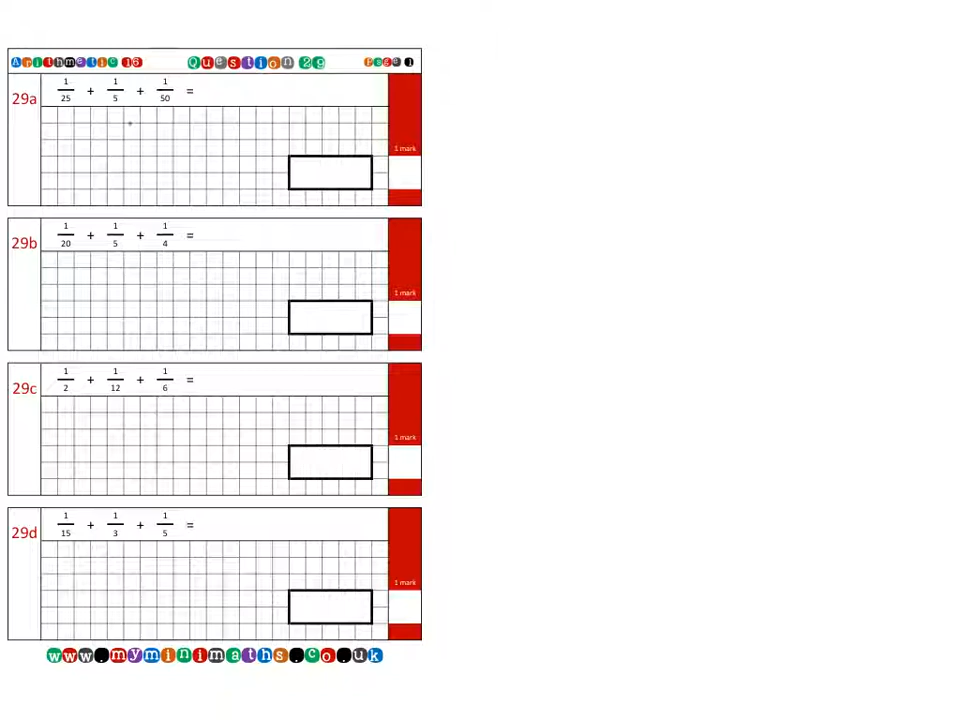 Arithmetic 16 Question 29 Page 1
29a 1/25 + 1/5 + 1/50 =
1 mark
29b 1/20 + 1/5 + 1/4 =
1 mark
29c 1/2 + 1/12 + 1/6 =
1 mark
29d 1/15 + 1/3 + 1/5 =
1 mark
www.myminimaths.co.uk